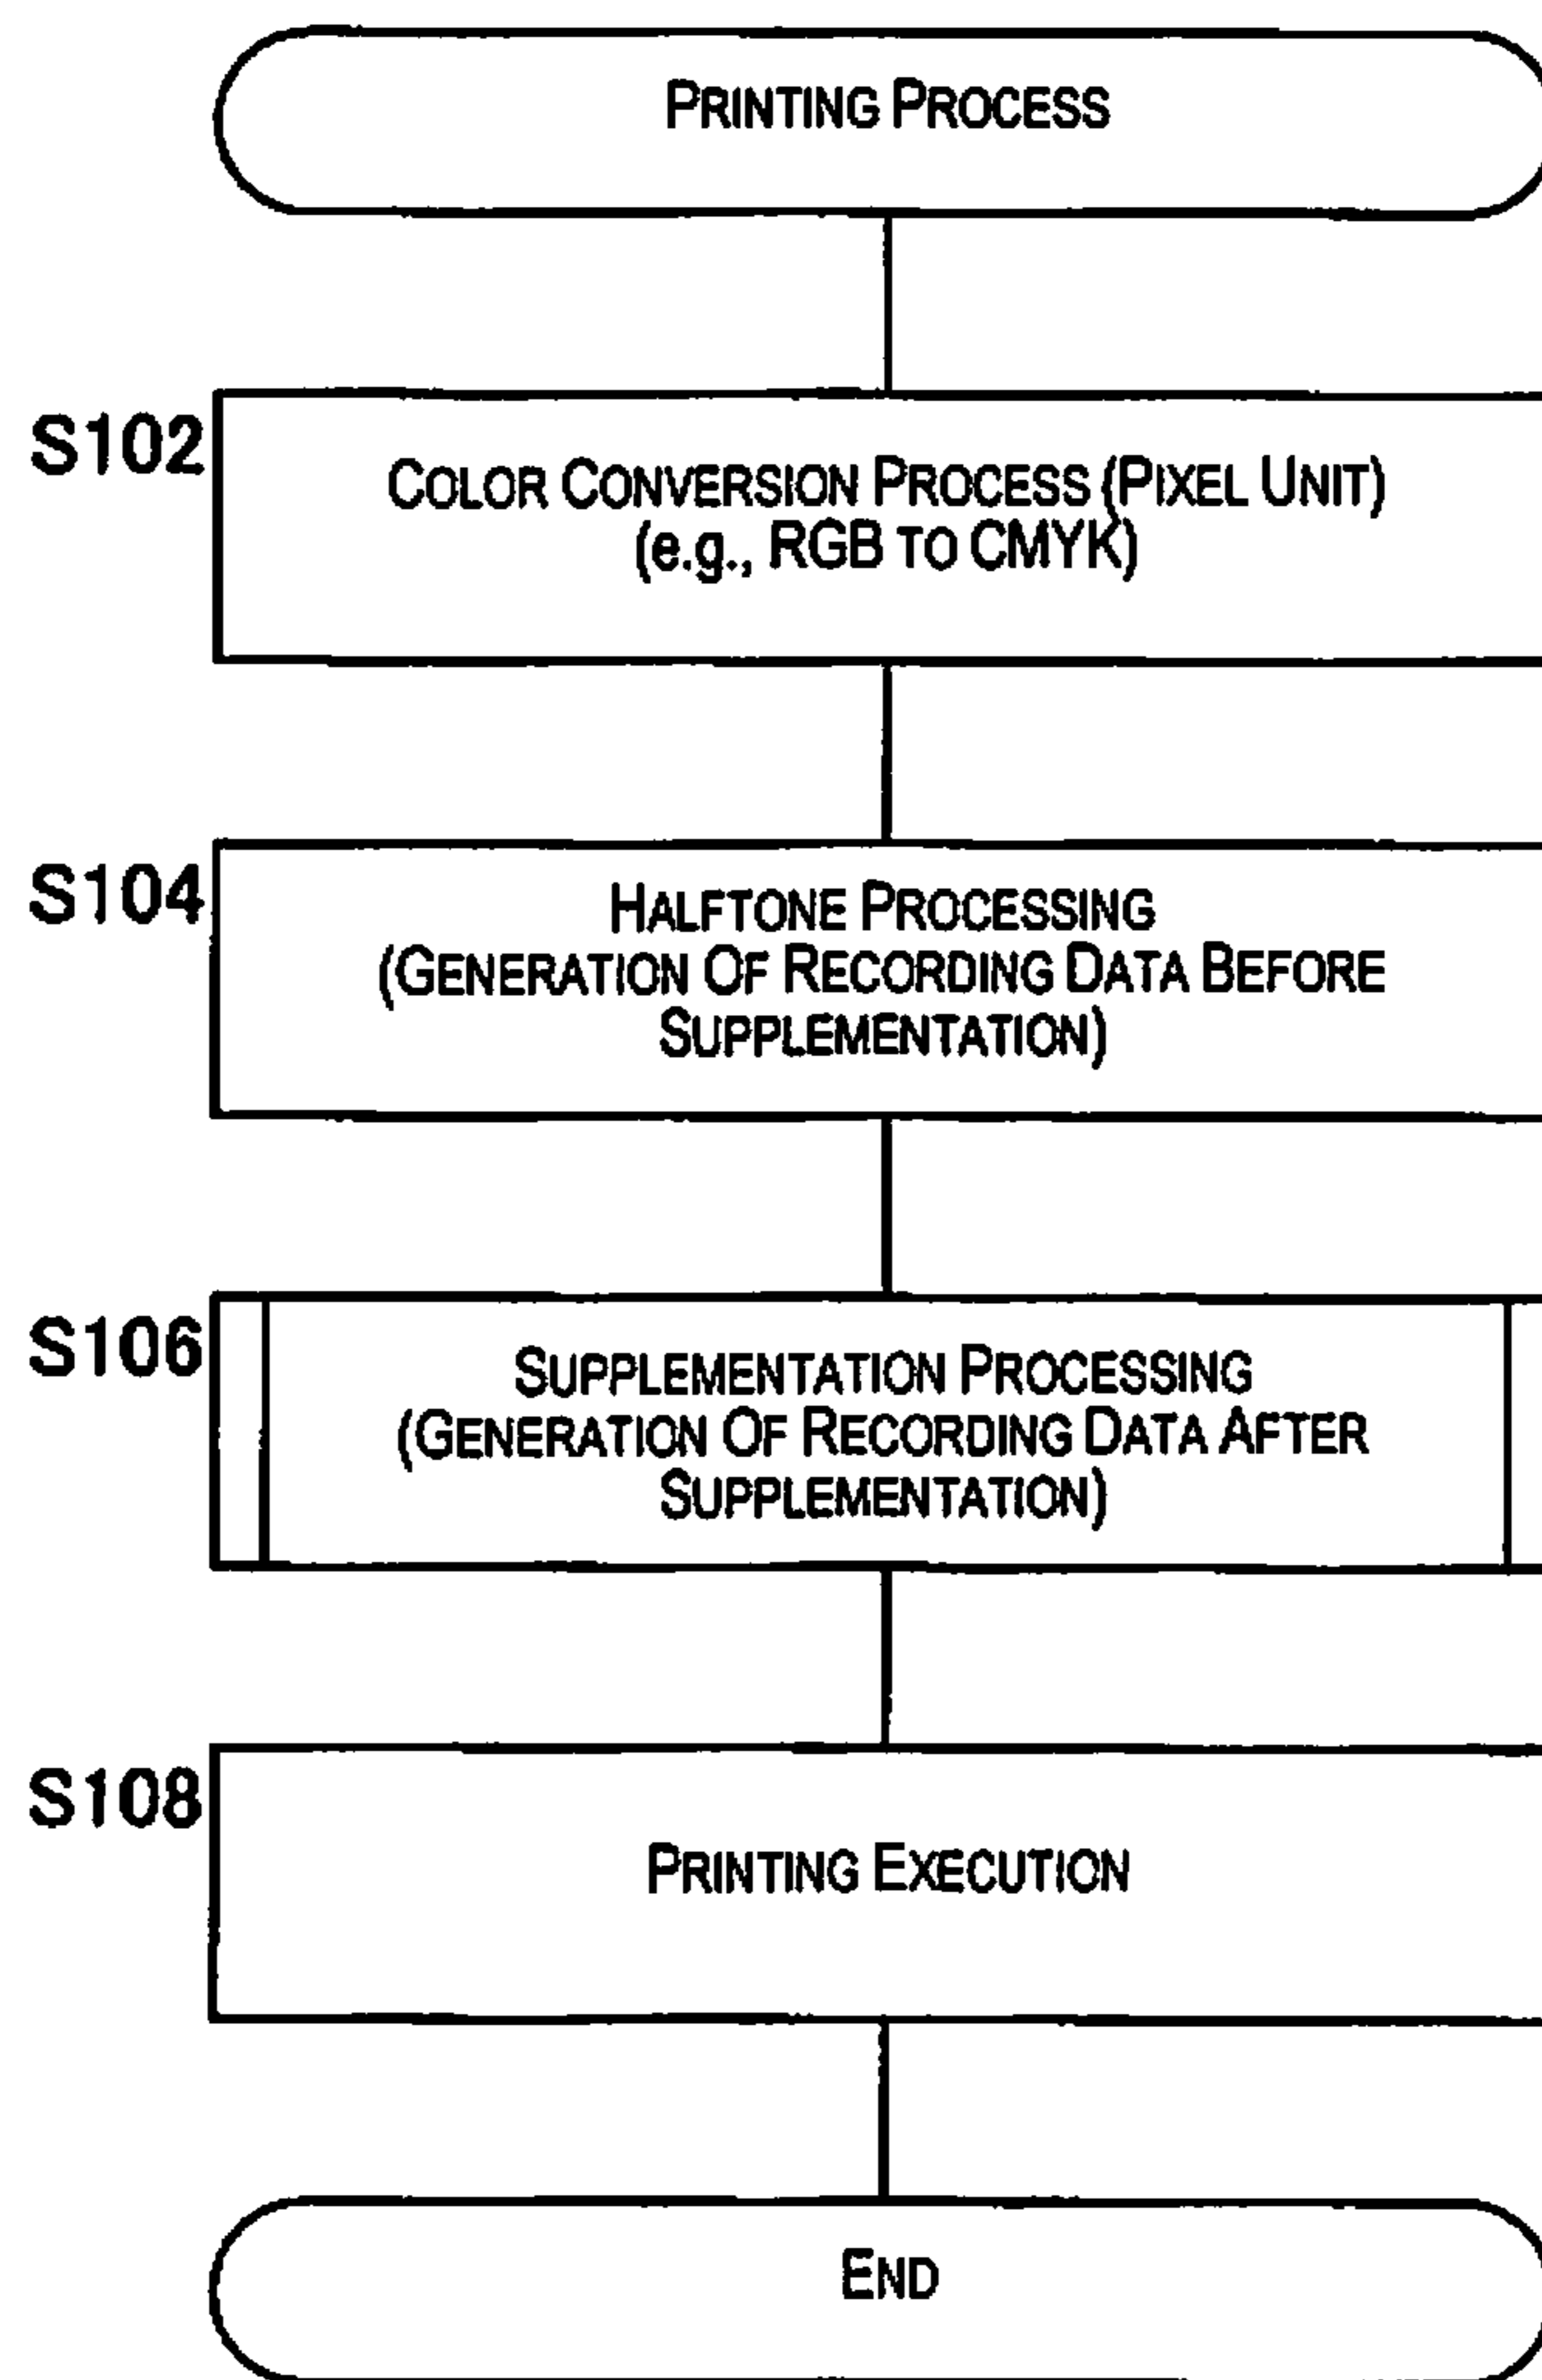 PRINTING PROCESS
S102
COLOR CONVERSION PROCESS (PIXEL UNIT)
(e.g., RGB TO CMYK)
S104
HALFTONE PROCESSING
(GENERATION OF RECORDING DATA BEFORE
SUPPLEMENTATION)
S106
SUPPLEMENTATION PROCESSING
(GENERATION OF RECORDING DATA AFTER
SUPPLEMENTATION)
S108
PRINTING EXECUTION
END